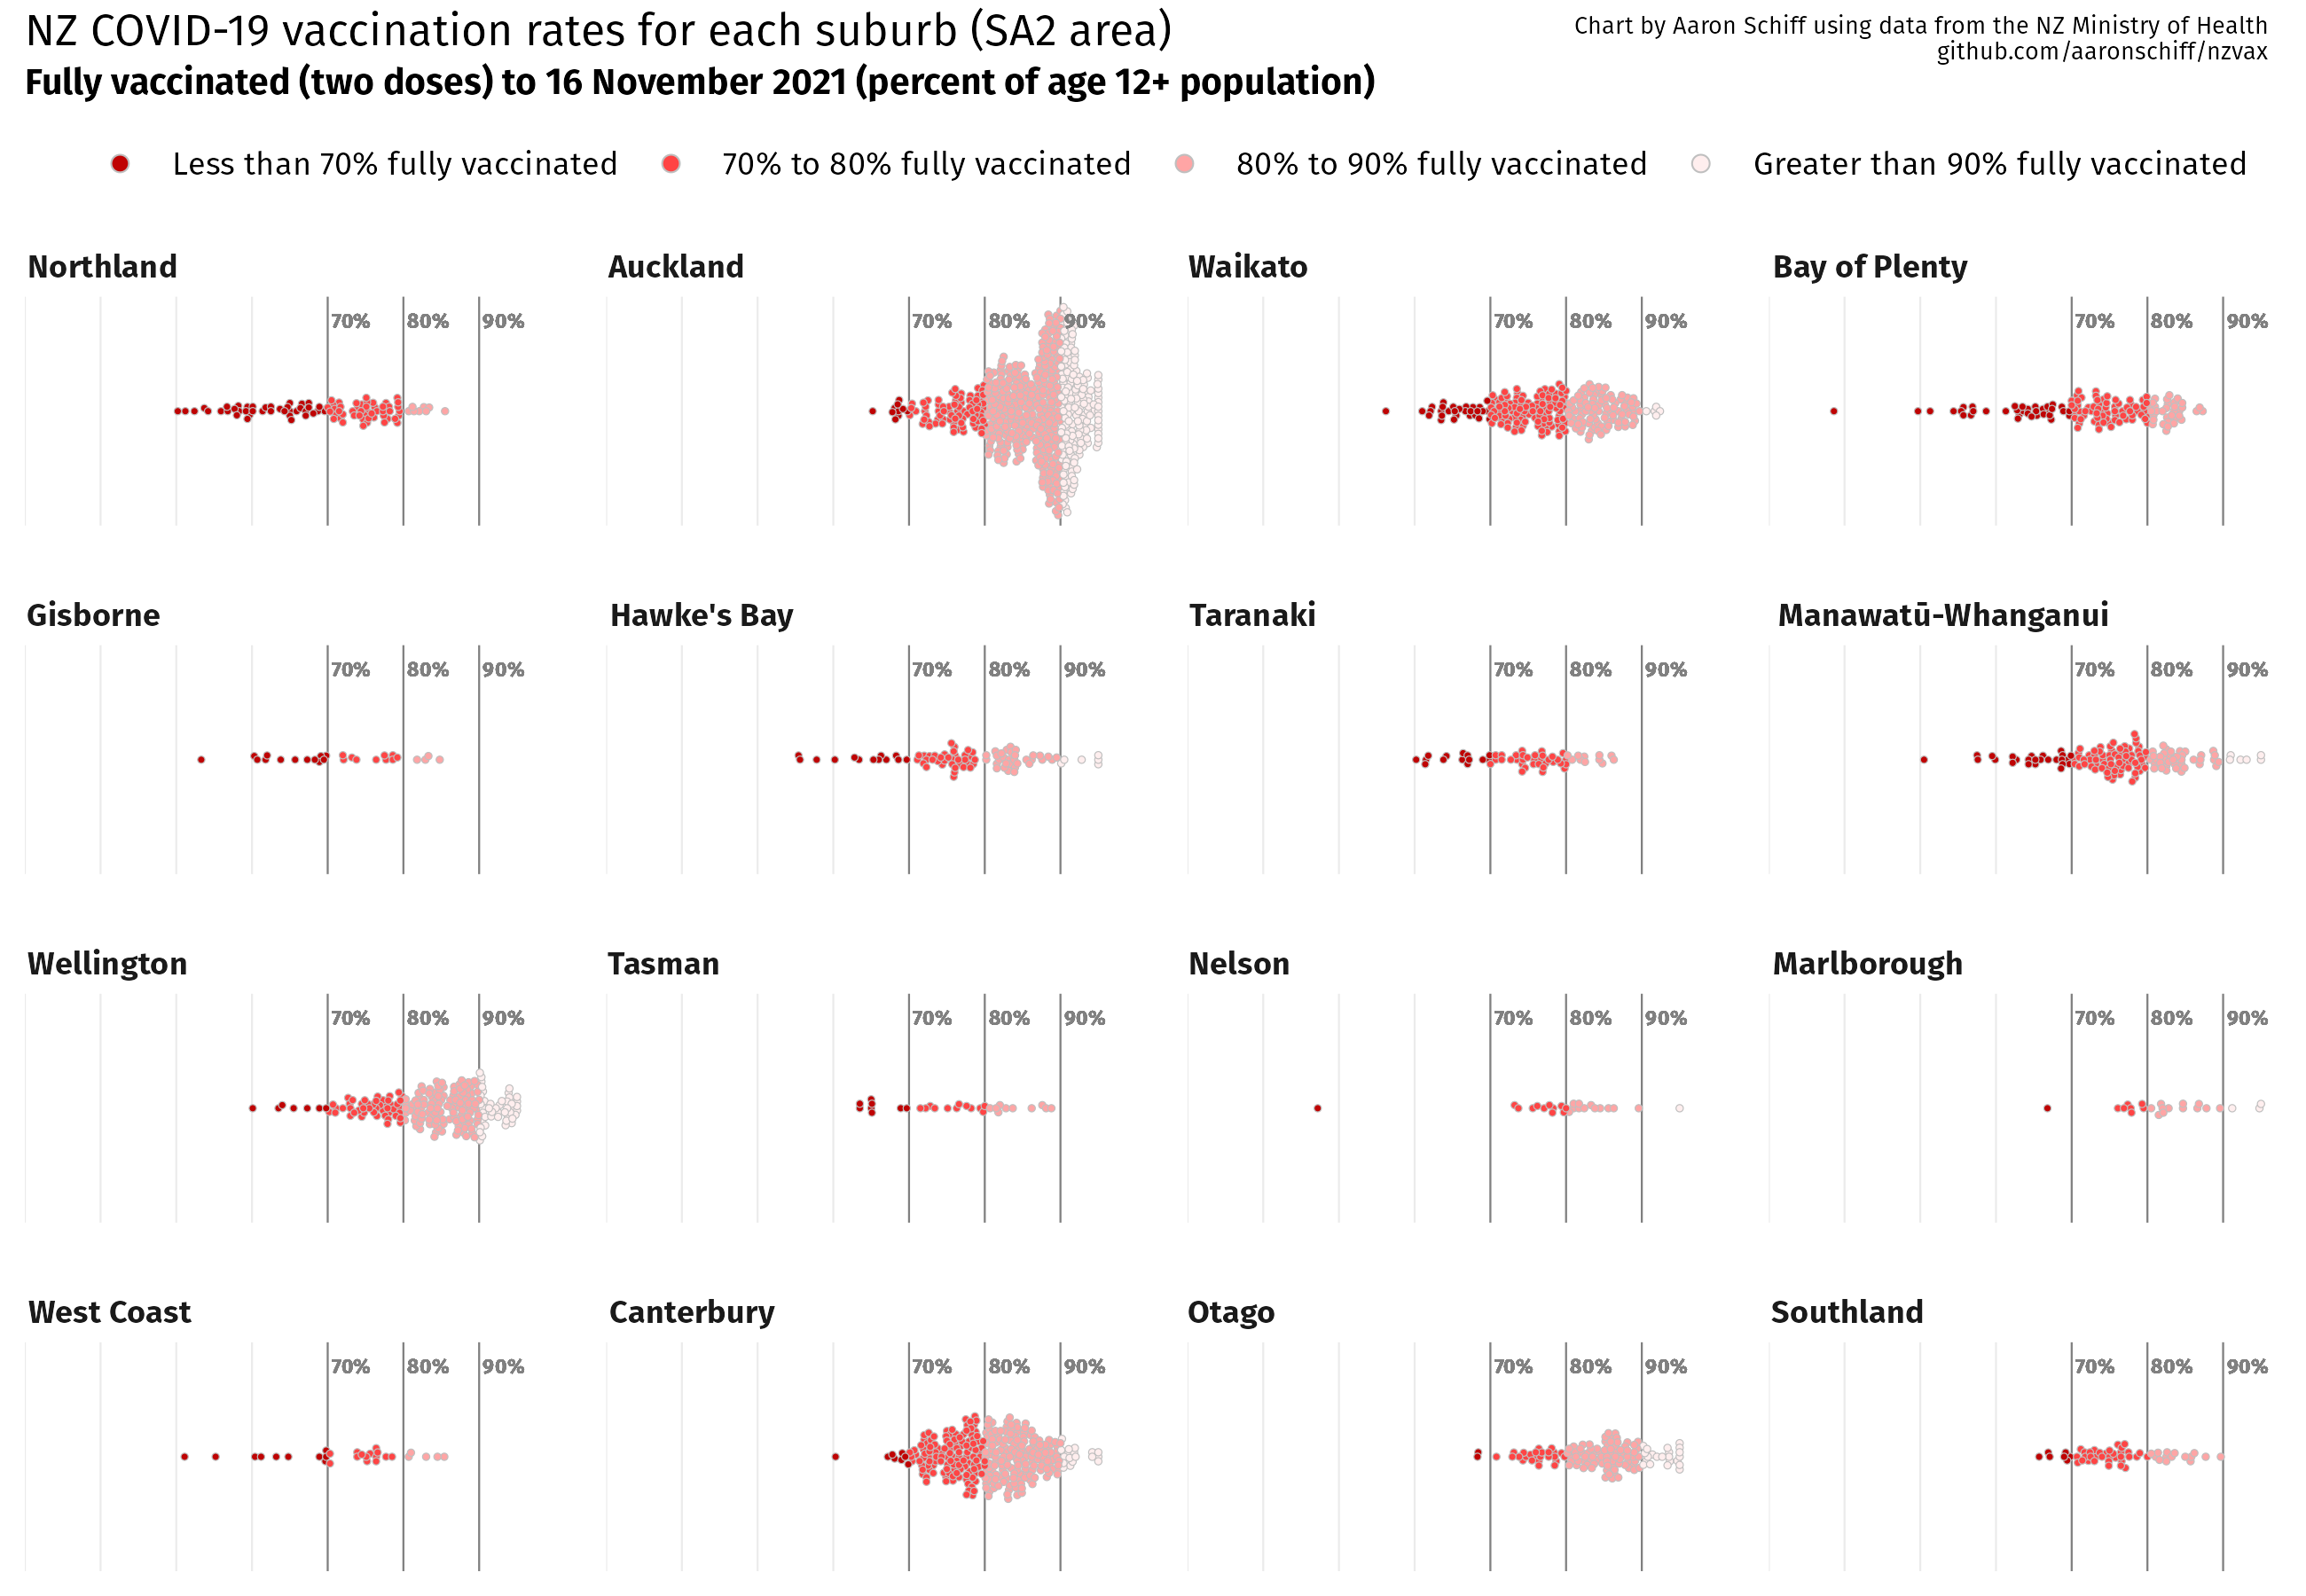 NZ COVID-19 vaccination rates for each suburb (SA2 area)
Fully vaccinated (two doses) to 16 November 2021 (percent of age 12+ population)
Chart by Aaron Schiff using data from the NZ Ministry of Health
github.com/aaronschiff/nzvax
Less than 70% fully vaccinated
70% to 80% fully vaccinated
80% to 90% fully vaccinated
Greater than 90% fully vaccinated
Northland
70% 80% 90%
Auckland
70% 80% 90%
Waikato
70% 80% 90%
Bay of Plenty
70% 80% 90%
Gisborne
70% 80% 90%
Hawke's Bay
70% 80% 90%
Taranaki
70% 80% 90%
Manawatū-Whanganui
70% 80% 90%
Wellington
70% 80% 90%
Tasman
70% 80% 90%
Nelson
70% 80% 90%
Marlborough
70% 80% 90%
West Coast
70% 80% 90%
Canterbury
70% 80% 90%
Otago
70% 80% 90%
Southland
70% 80% 90%